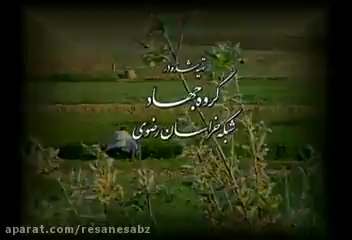 تهیه شده در
گروه جهاد
شبکه خراسان رضوی
aparat.com/resanesabz